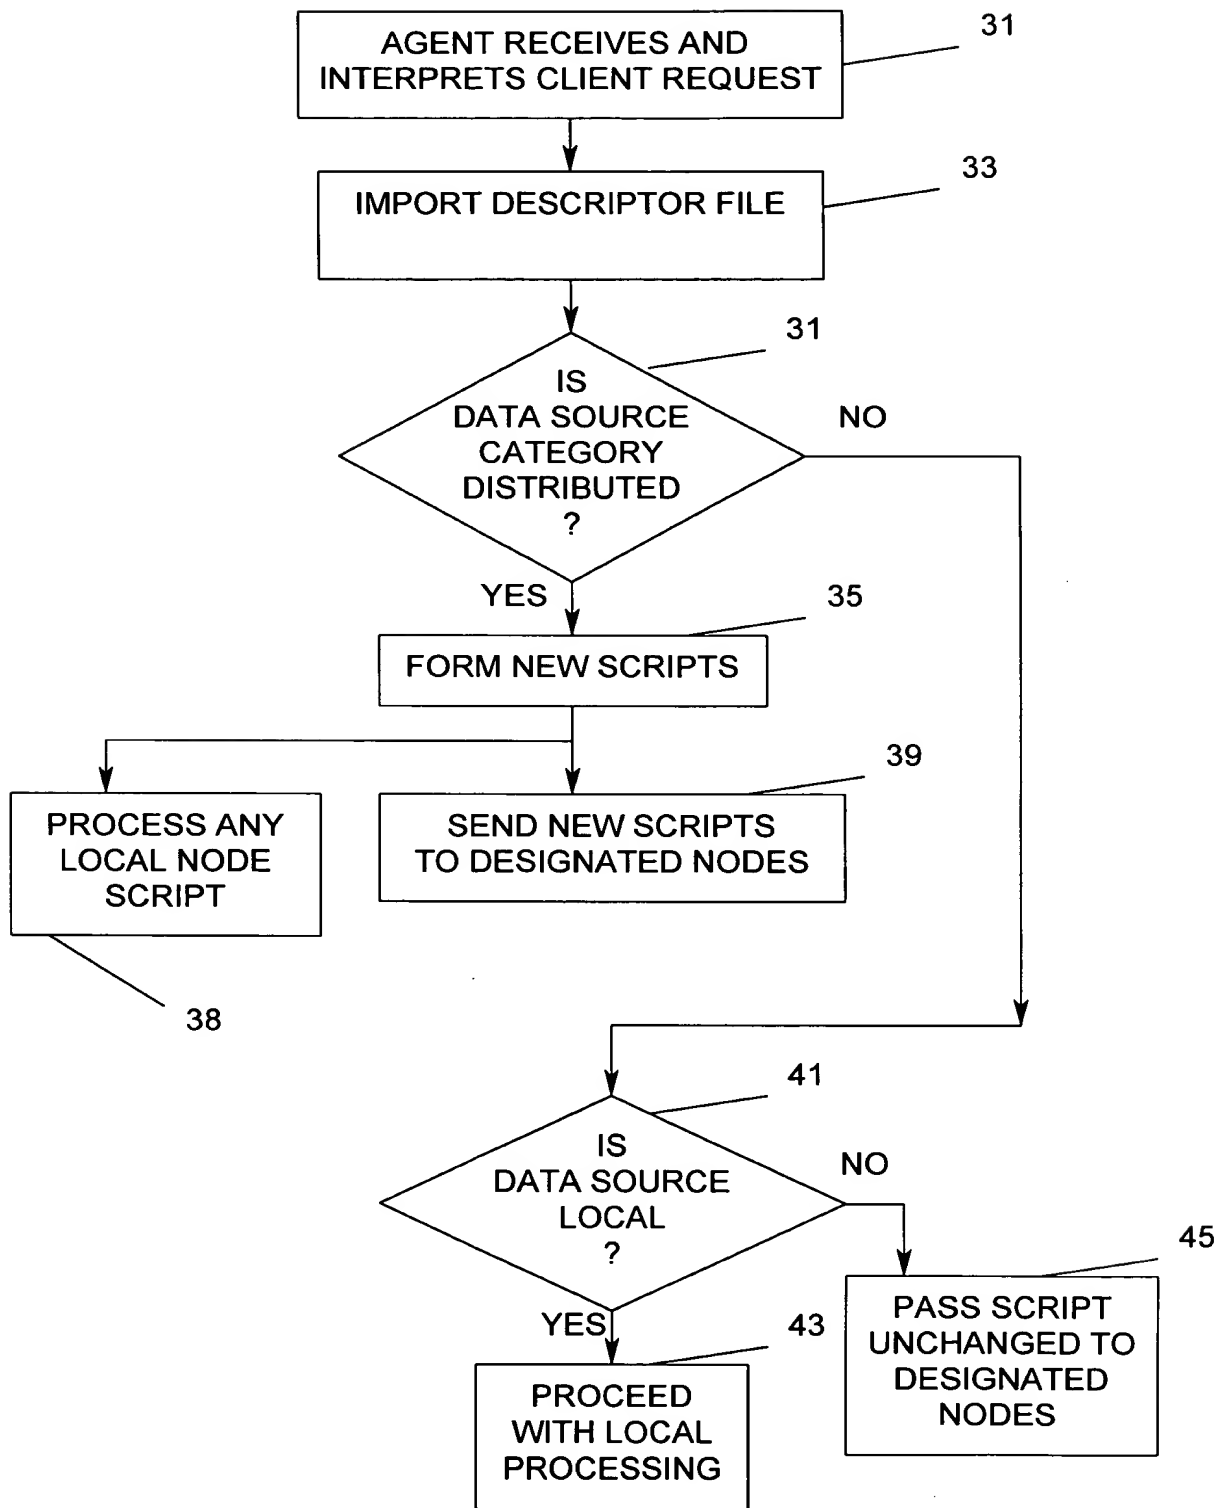 AGENT RECEIVES AND
INTERPRETS CLIENT REQUEST
31
IMPORT DESCRIPTOR FILE
33
31
IS
DATA SOURCE
CATEGORY
DISTRIBUTED
?
NO
YES
35
FORM NEW SCRIPTS
39
PROCESS ANY
LOCAL NODE
SCRIPT
SEND NEW SCRIPTS
TO DESIGNATED NODES
38
41
IS
DATA SOURCE
LOCAL
?
NO
YES
45
PASS SCRIPT
UNCHANGED TO
DESIGNATED
NODES
43
PROCEED
WITH LOCAL
PROCESSING